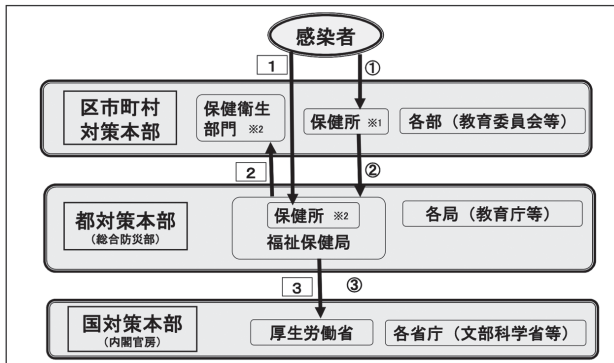 感染者
1
①
区市町村
対策本部
保健衛生
部門 ※2
保健所 ※1
各部（教育委員会等）
2
②
都対策本部
（総合防災部）
保健所 ※2
福祉保健局
各局（教育庁等）
3
③
国対策本部
（内閣官房）
厚生労働省
各省庁（文部科学省等）